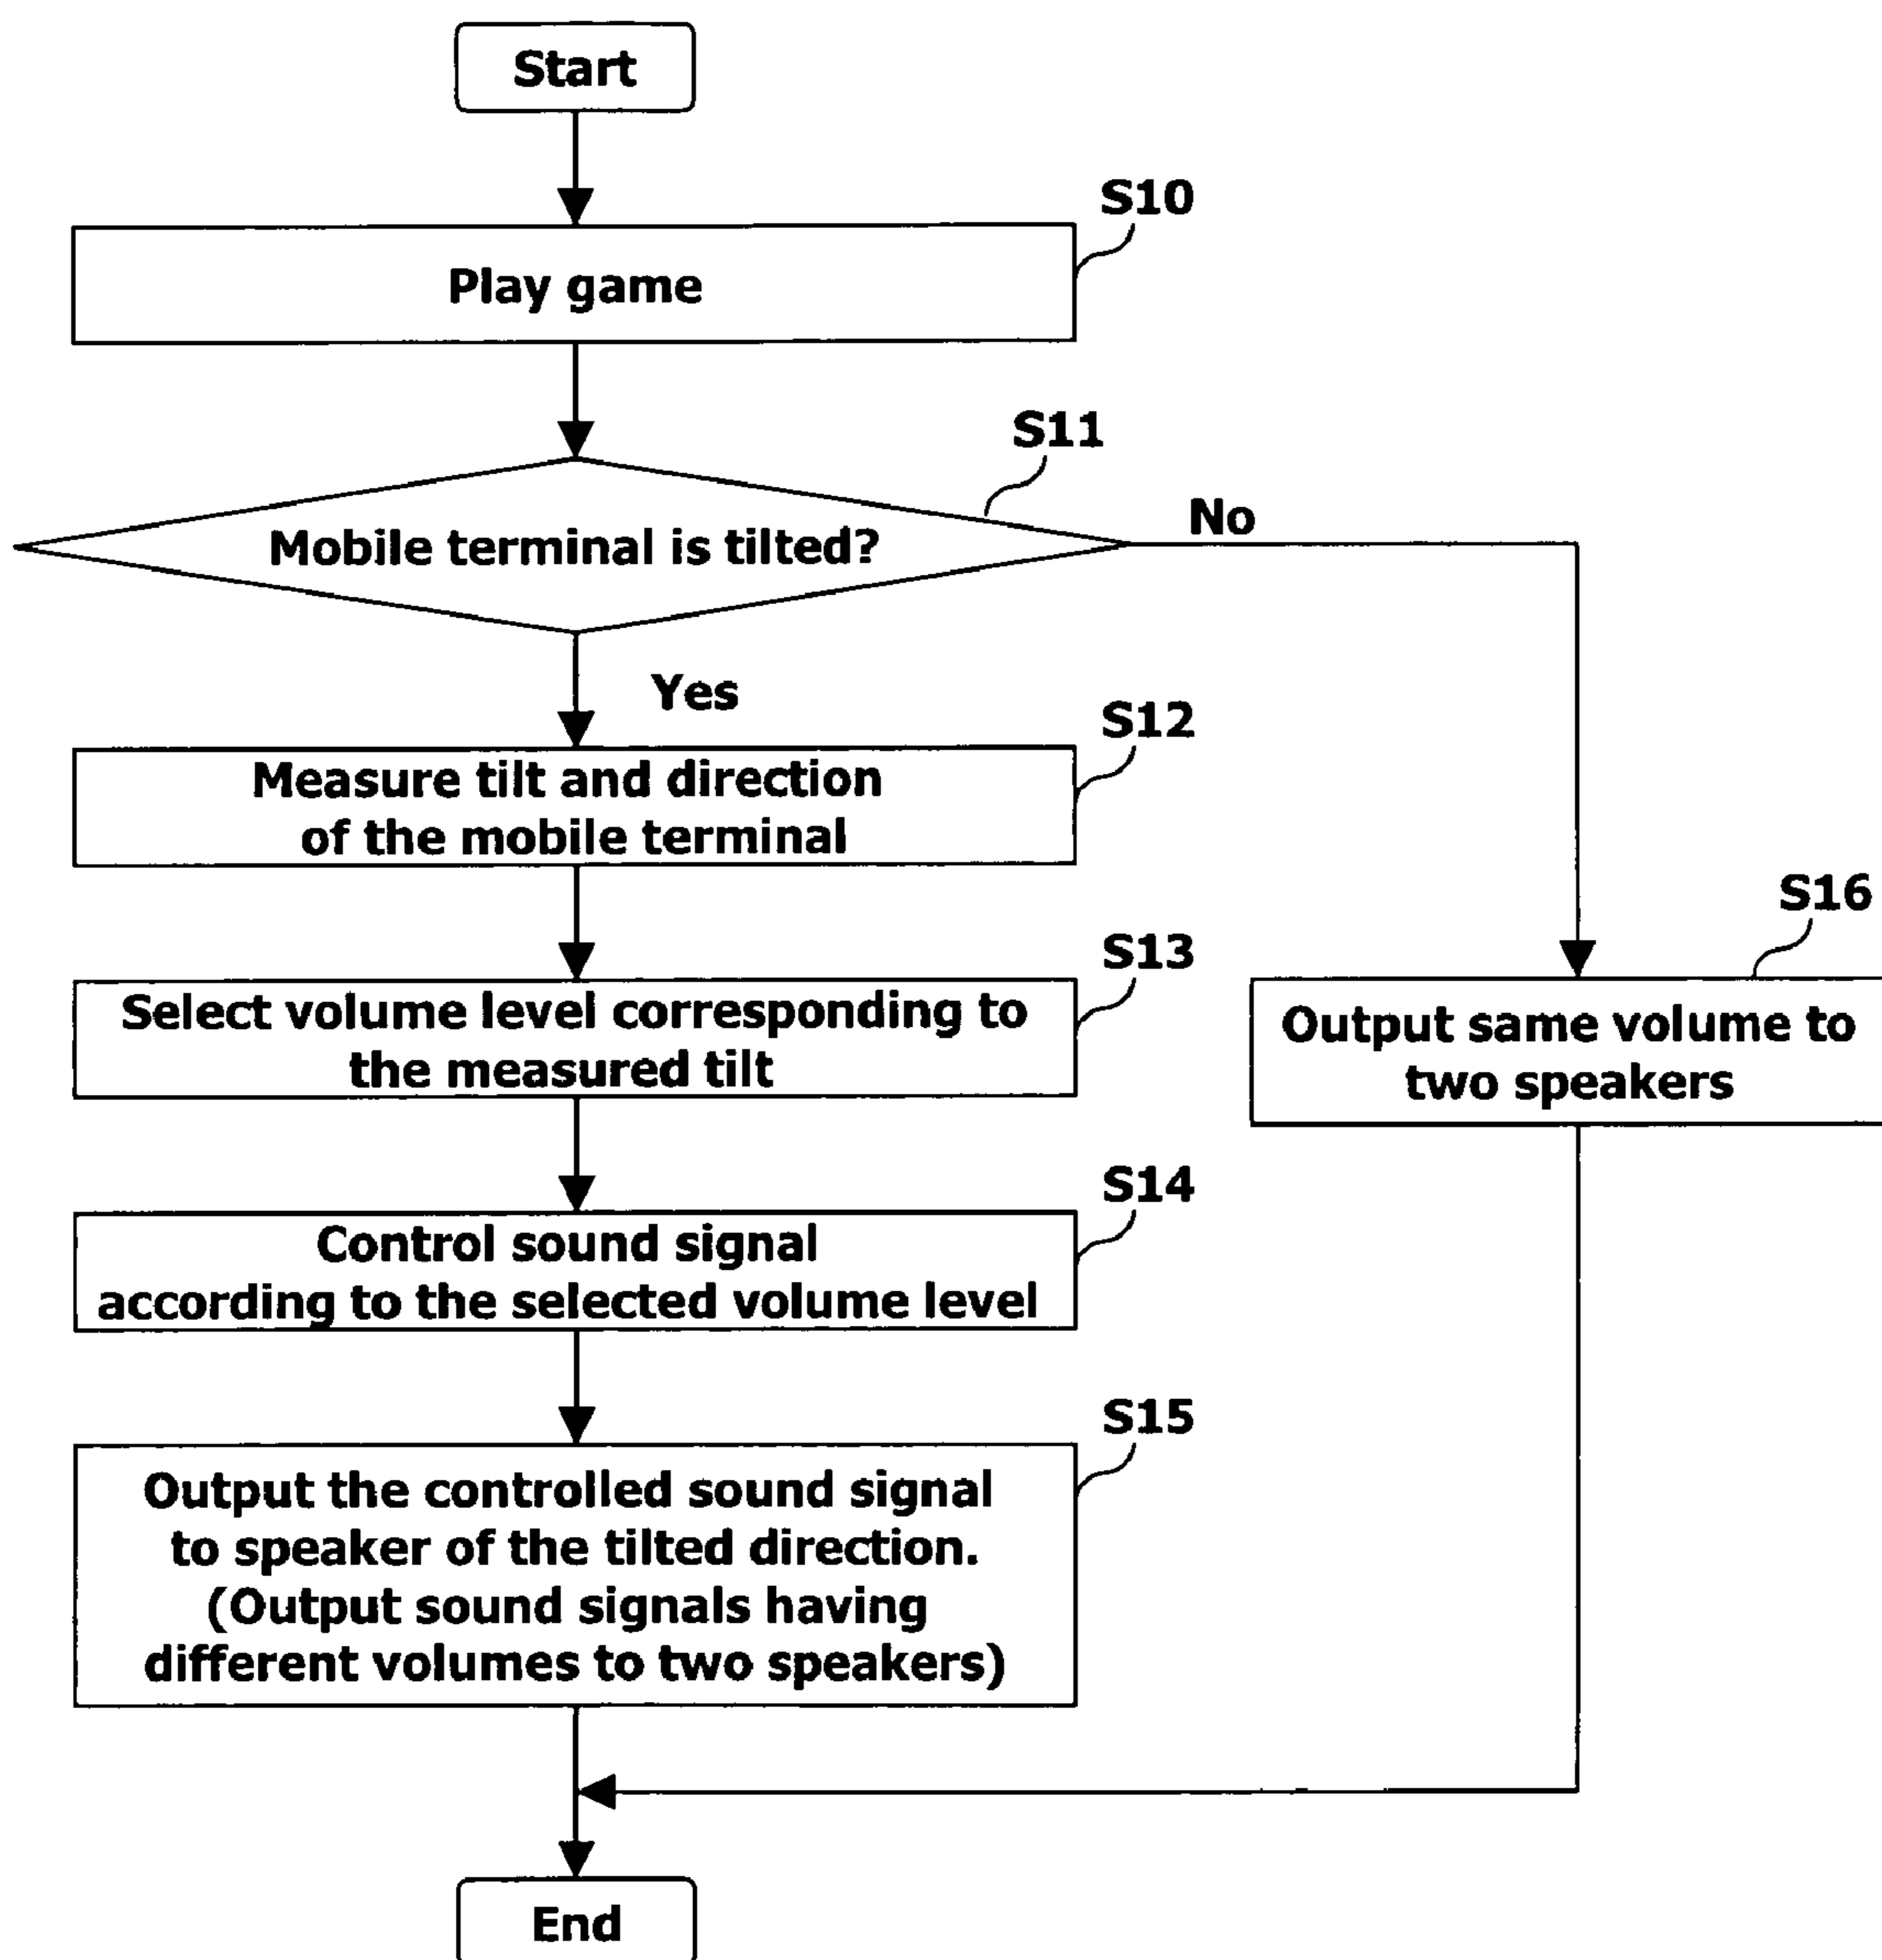 Start
S10
Play game
S11
Mobile terminal is tilted?
No
Yes
S12
Measure tilt and direction
of the mobile terminal
S13
Select volume level corresponding to
the measured tilt
S16
Output same volume to
two speakers
S14
Control sound signal
according to the selected volume level
S15
Output the controlled sound signal
to speaker of the tilted direction.
(Output sound signals having
different volumes to two speakers)
End